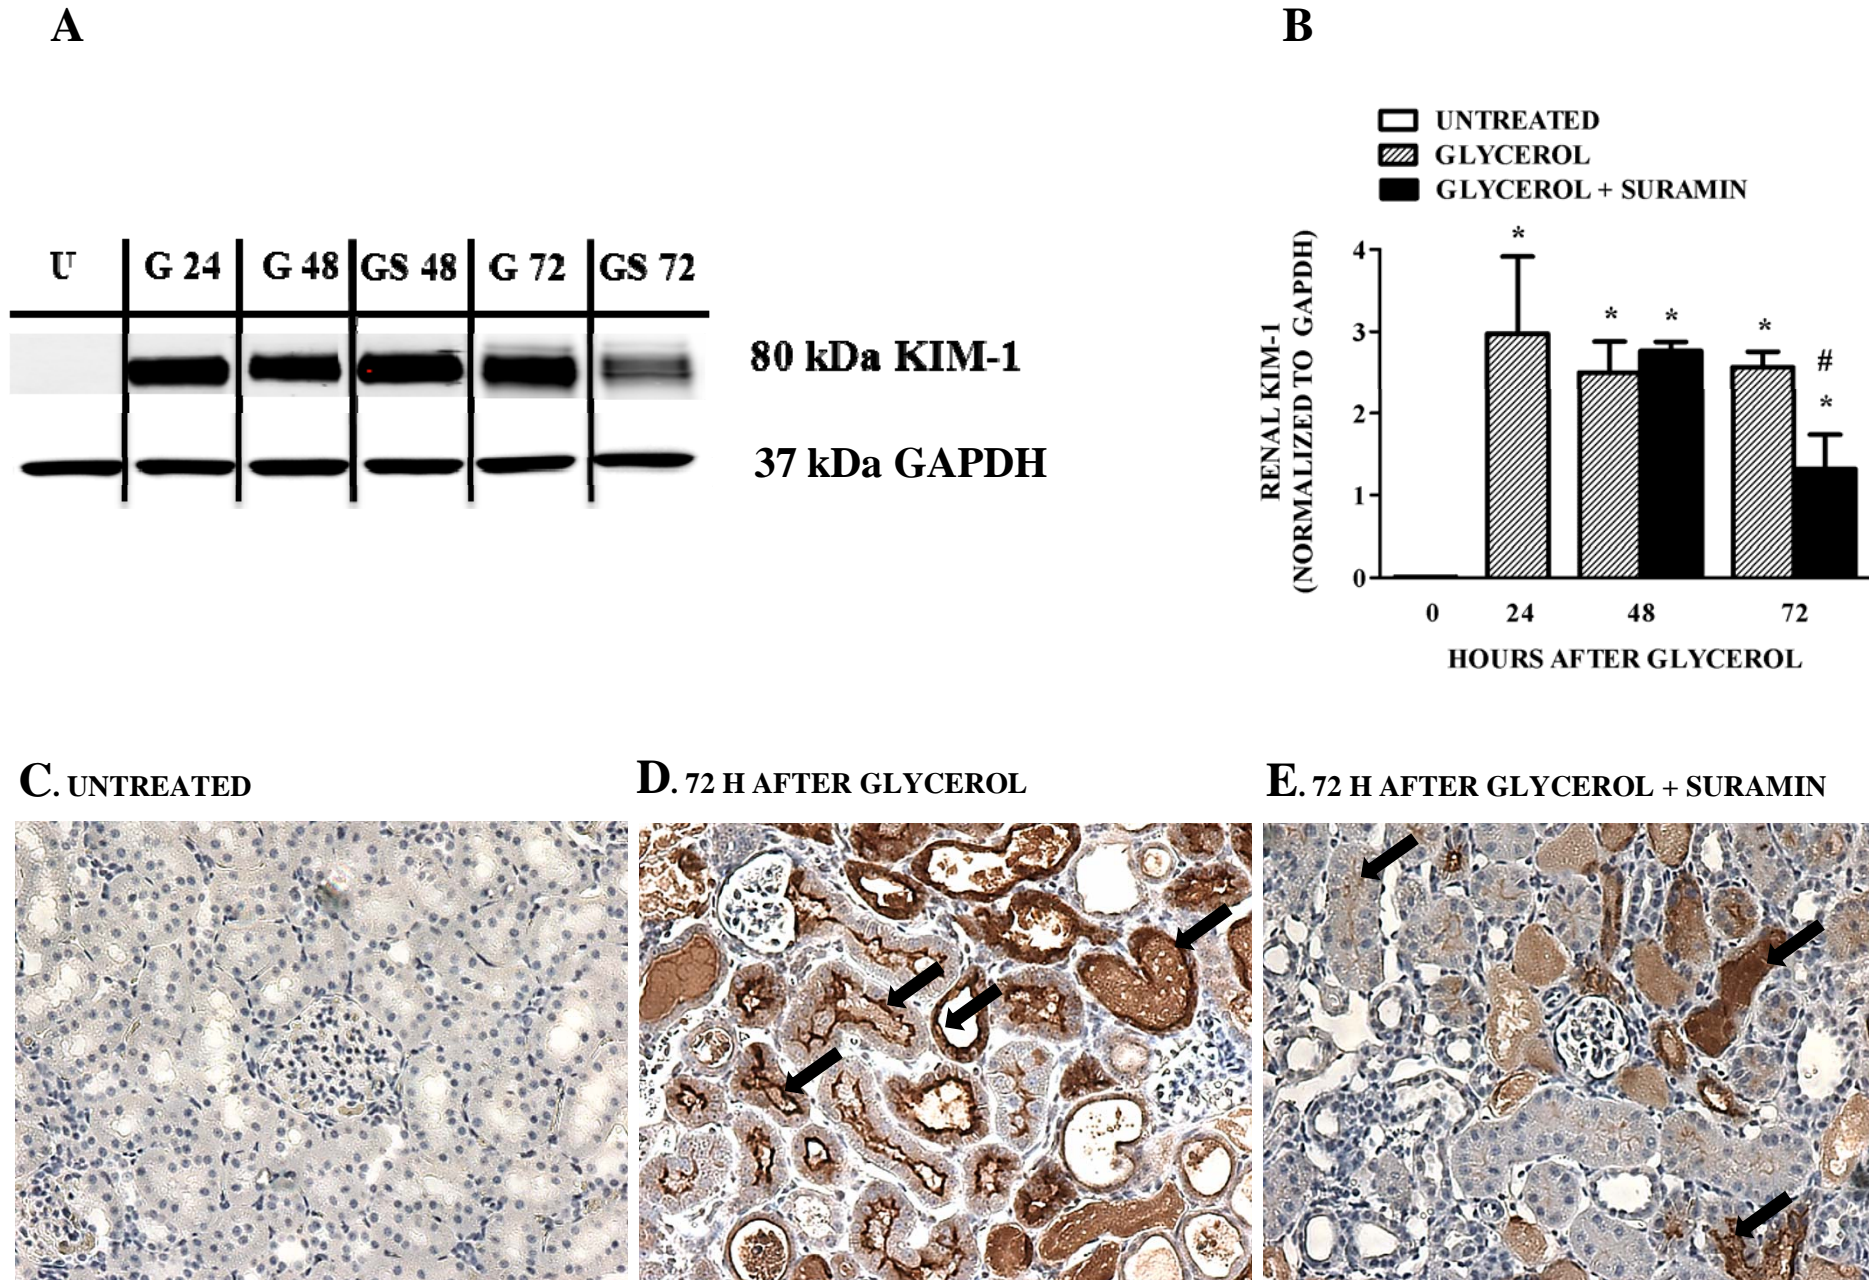 A
U G 24 G 48 GS 48 G 72 GS 72
80 kDa KIM-1
37 kDa GAPDH
B
UNTREATED
GLYCEROL
GLYCEROL + SURAMIN
RENAL KIM-1
(NORMALIZED TO GAPDH)
4
3
2
1
0
*
*
*
*
#
*
0 24 48 72
HOURS AFTER GLYCEROL
C. UNTREATED
D. 72 H AFTER GLYCEROL
E. 72 H AFTER GLYCEROL + SURAMIN